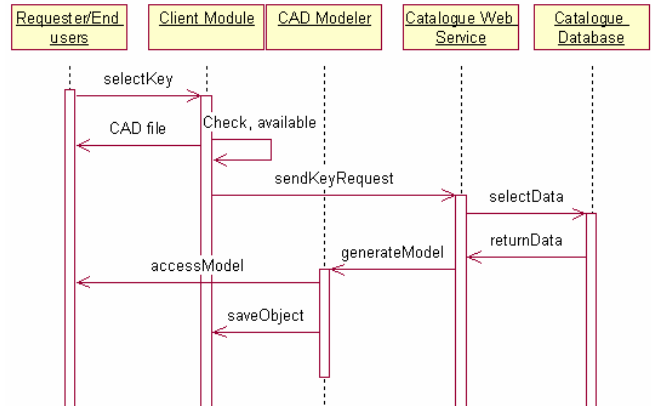 Requester/End
users
Client Module
CAD Modeler
Catalogue Web
Service
Catalogue
Database
selectKey
CAD file
Check, available
sendKeyRequest
selectData
returnData
generateModel
accessModel
saveObject